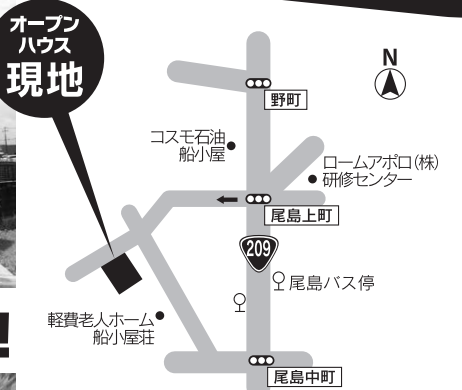 オープン
ハウス
現地
N
野町
コスモ石油
船小屋
ロームアポロ(株)
研修センター
尾島上町
209
尾島バス停
軽費老人ホーム
船小屋荘
尾島中町
!